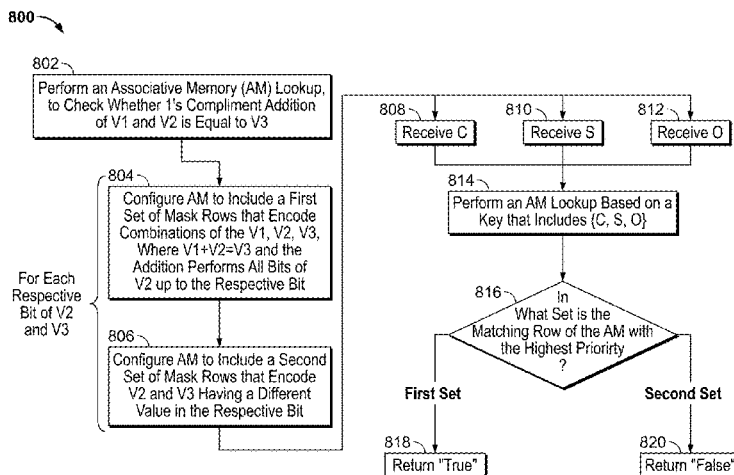 800
802
Perform an Associative Memory (AM) Lookup,
to Check Whether 1's Compliment Addition
of V1 and V2 is Equal to V3
804
Configure AM to Include a First
Set of Mask Rows that Encode
Combinations of the V1, V2, V3,
Where V1+V2=V3 and the
Addition Performs All Bits of
V2 up to the Respective Bit
For Each
Respective
Bit of V2
and V3
806
Configure AM to Include a Second
Set of Mask Rows that Encode
V2 and V3 Having a Different
Value in the Respective Bit
808
Receive C
810
Receive S
812
Receive O
814
Perform an AM Lookup Based on a
Key that Includes {C, S, O}
816
In
What Set is the
Matching Row of the AM with
the Highest Priorirty
?
First Set
Second Set
818
Return "True"
820
Return "False"